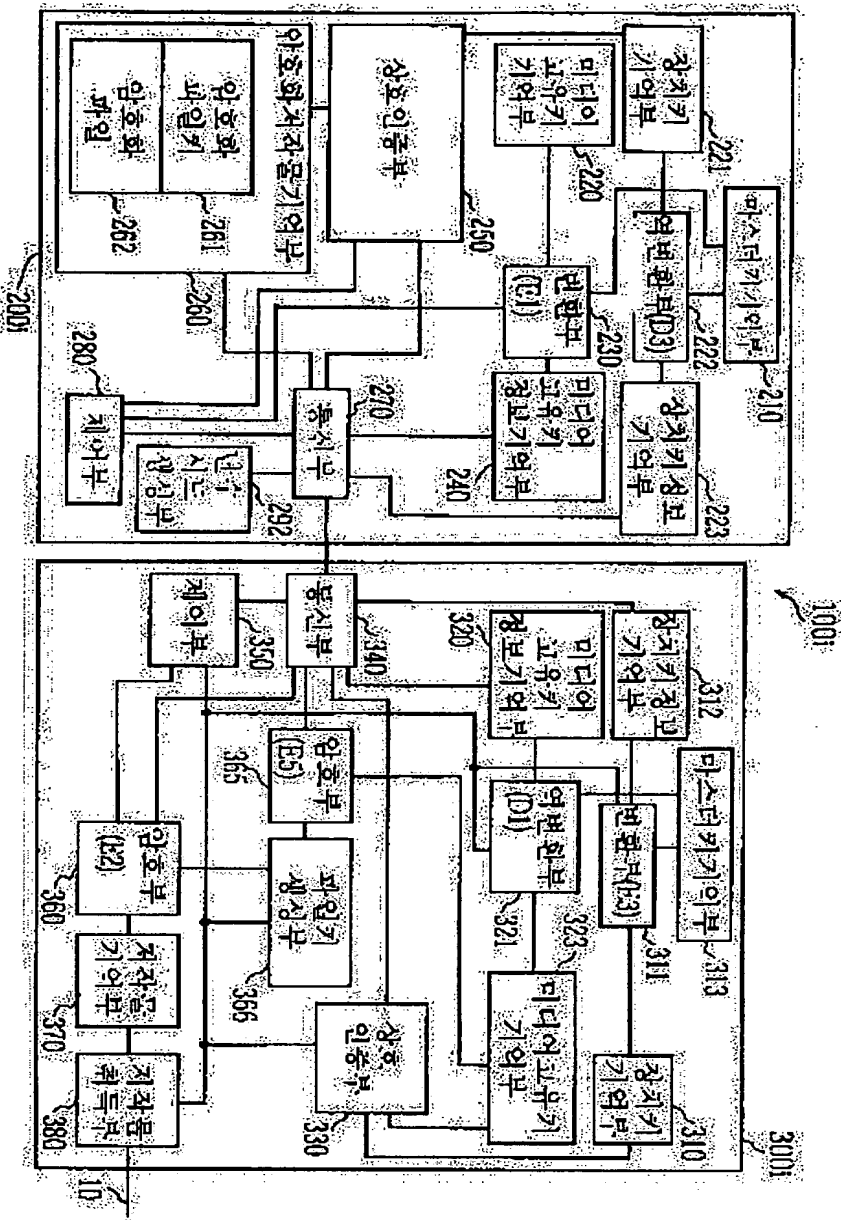 100i
200i
마스터키기억부
210
장치키
기억부
221
역변환부(D3)
222
장치키정보
기억부
223
미디어
고유키
기억부
220
변환부
(E1)
230
미디어
고유키
정보기억부
240
상호인증부
250
통신부
270
난수
시드
생성부
292
암호화저작물기억부
암호화
파일키
261
암호화
파일
262
260
제어부
280
300i
마스터키기억부
313
장치키정보
기억부
312
변환부(E3)
311
장치키
기억부
310
미디어
고유키
정보기억부
320
역변환부
(D1)
321
미디어고유키
기억부
323
통신부
340
암호부
(E5)
365
파일키
생성부
366
상호
인증부
330
제어부
350
암호부
(E2)
360
저작물
기억부
370
저작물
취득부
380
10